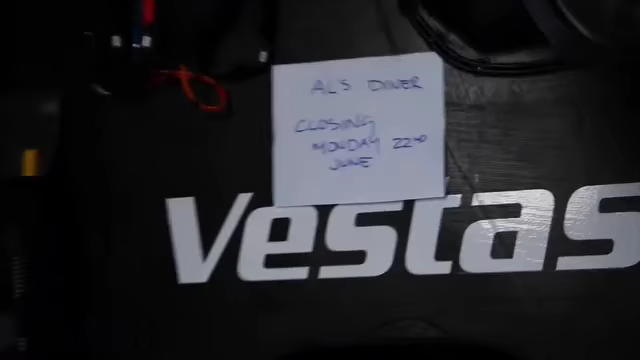 AL'S DINER
CLOSING
MONDAY 22ND
JUNE
Vestas